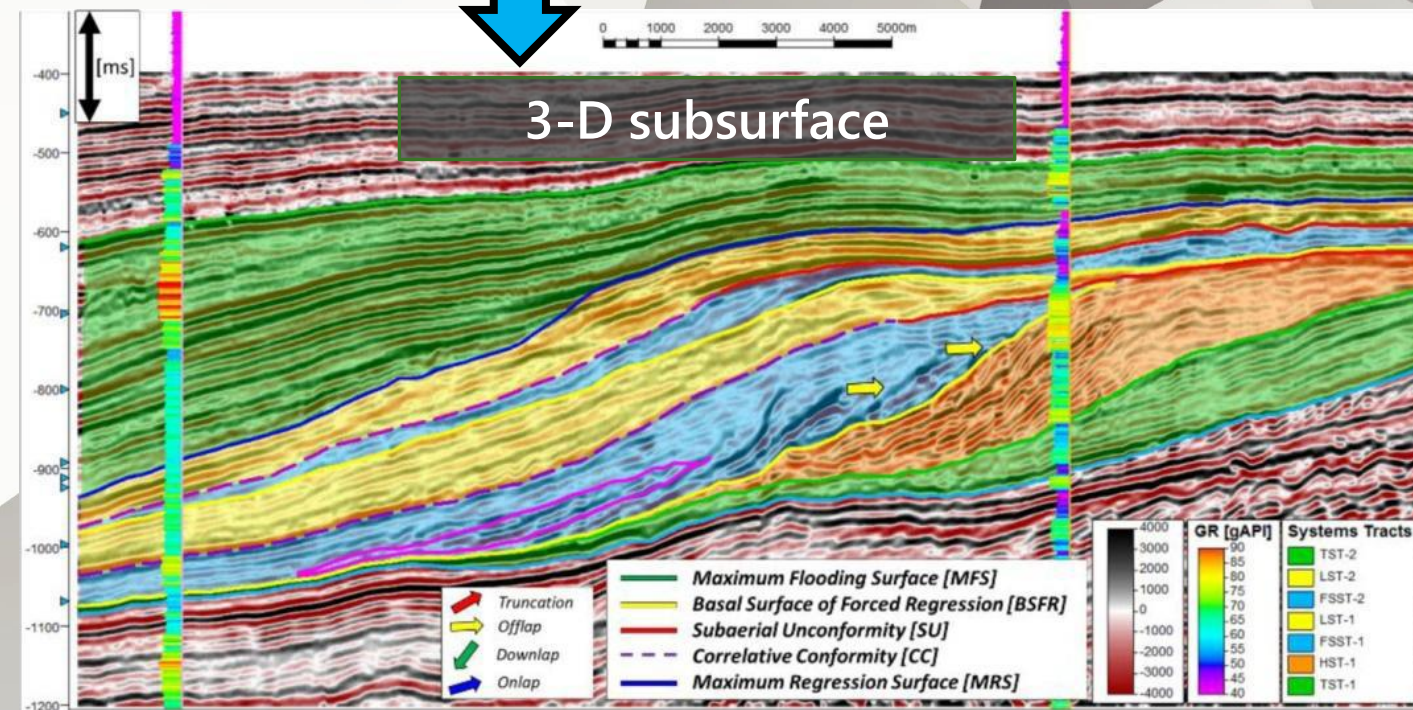 0 1000 2000 3000 4000 5000m
[ms]
3-D subsurface
-400
-500
-600
-700
-800
-900
-1000
-1100
-1200
Truncation
Offlap
Downlap
Onlap
Maximum Flooding Surface [MFS]
Basal Surface of Forced Regression [BSFR]
Subaerial Unconformity [SU]
Correlative Conformity [CC]
Maximum Regression Surface [MRS]
4000
3000
2000
1000
0
-1000
-2000
-3000
-4000
GR [gAPI]
90
85
80
75
70
65
60
55
50
45
40
Systems Tracts
TST-2
LST-2
FSST-2
LST-1
FSST-1
HST-1
TST-1